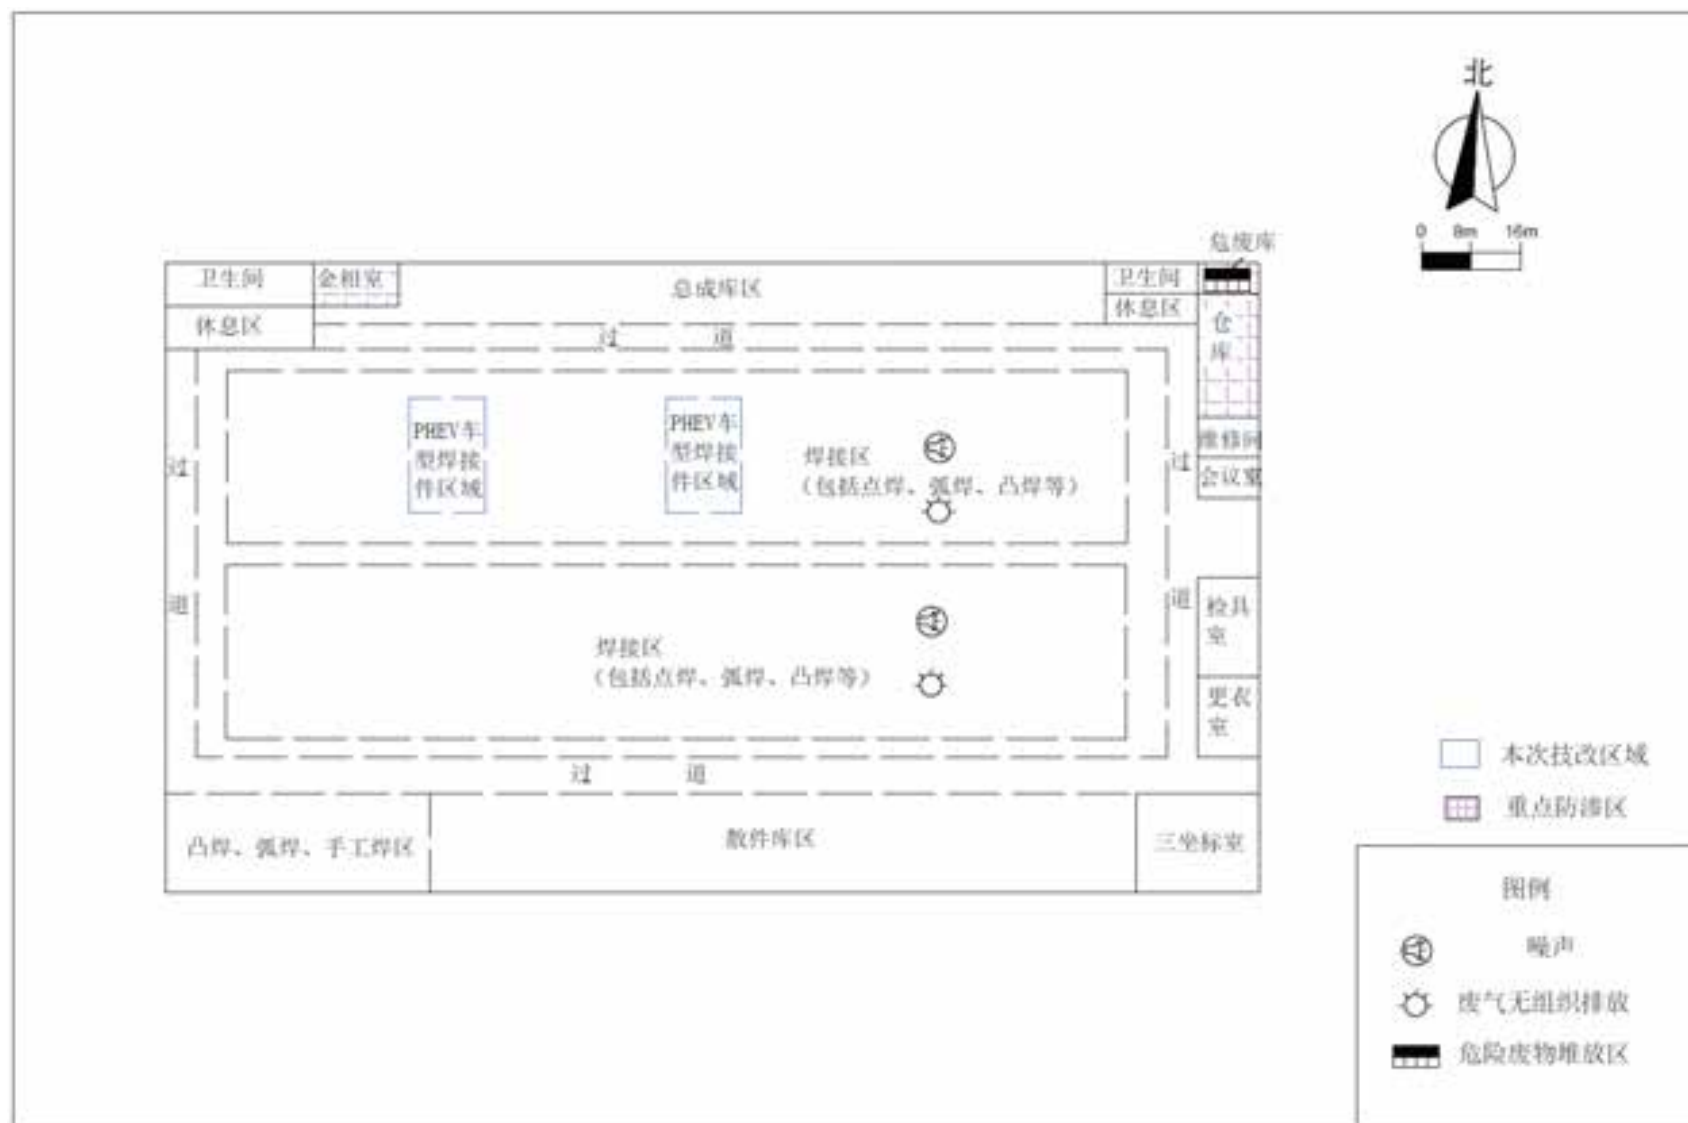 北
0 8m 16m
危废库
卫生间
金相室
总成库区
卫生间
休息区
休息区
仓
库
过 道
PHEV车
型焊接
件区域
PHEV车
型焊接
件区域
焊接区
（包括点焊、弧焊、凸焊等）
过
道
过
道
维修间
会议室
检具
室
更衣
室
焊接区
（包括点焊、弧焊、凸焊等）
过 道
凸焊、弧焊、手工焊区
散件库区
三坐标室
本次技改区域
重点防渗区
图例
噪声
废气无组织排放
危险废物堆放区